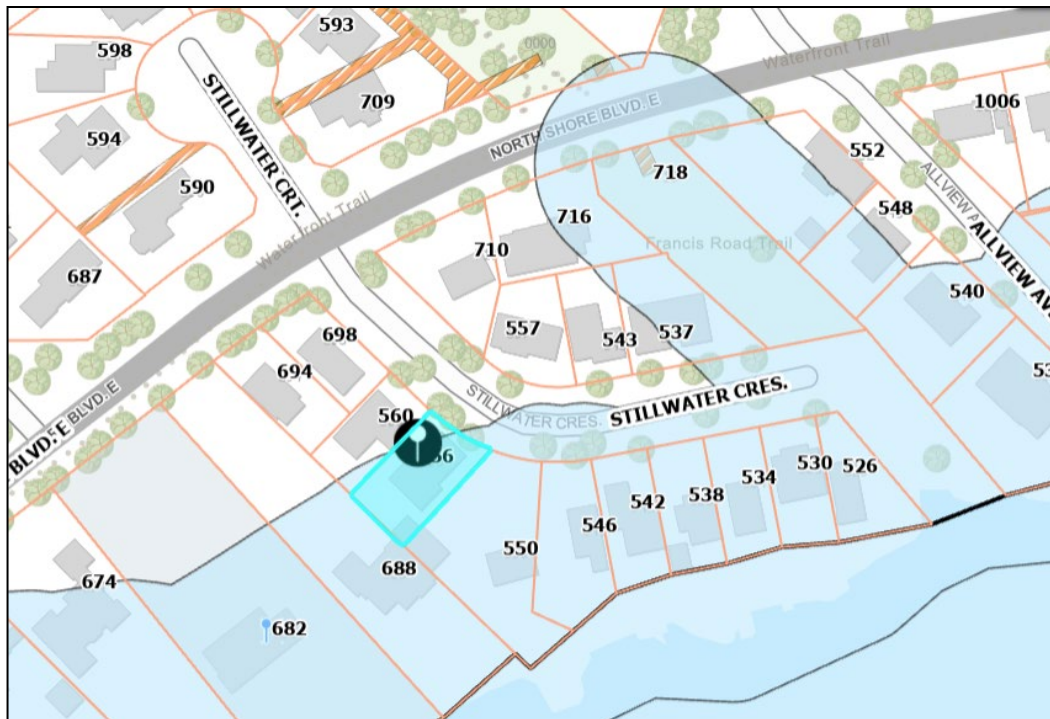 593
598
0000
Waterfront Trail
STILLWATER CRT.
709
NORTH SHORE BLVD. E
1006
594
552
718
ALLVIEW A
590
548
716
Waterfront Trail
Francis Road Trail
ALLVIEW AVE
710
687
540
557
543
537
698
694
STILLWATER CRES.
STILLWATER CRES.
560
BLVD. E
BLVD. E
56
534
530
526
542
538
546
550
688
674
682